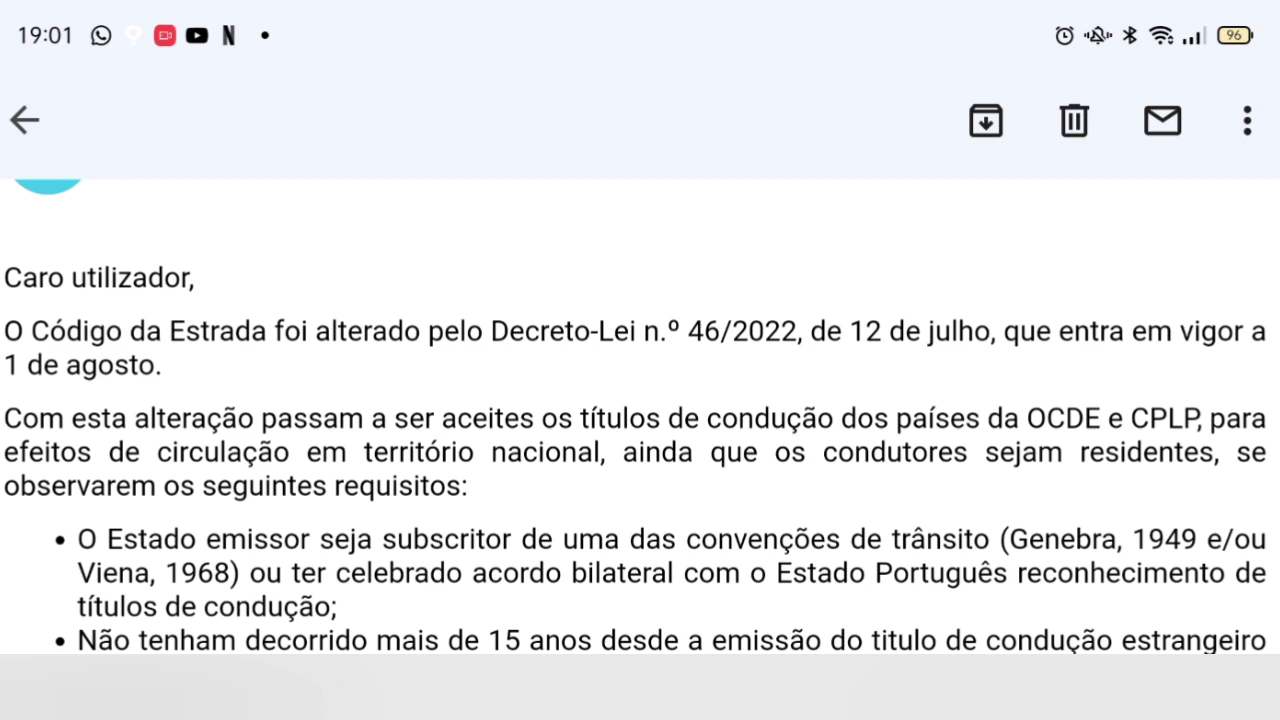 19:01
96
Caro utilizador,
O Código da Estrada foi alterado pelo Decreto-Lei n.º 46/2022, de 12 de julho, que entra em vigor a
1 de agosto.
Com esta alteração passam a ser aceites os títulos de condução dos países da OCDE e CPLP, para
efeitos de circulação em território nacional, ainda que os condutores sejam residentes, se
observarem os seguintes requisitos:
• O Estado emissor seja subscritor de uma das convenções de trânsito (Genebra, 1949 e/ou
Viena, 1968) ou ter celebrado acordo bilateral com o Estado Português reconhecimento de
títulos de condução;
• Não tenham decorrido mais de 15 anos desde a emissão do titulo de condução estrangeiro